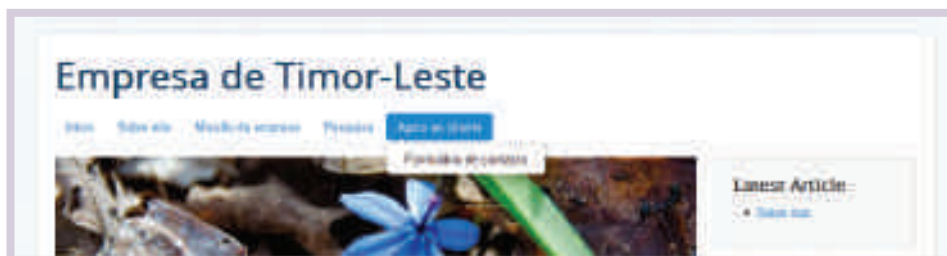 Empresa de Timor-Leste
Início Sobre nós Missão da empresa Pesquisa Apoio ao cliente
Formulário de contacto
Latest Article
Sobre nós